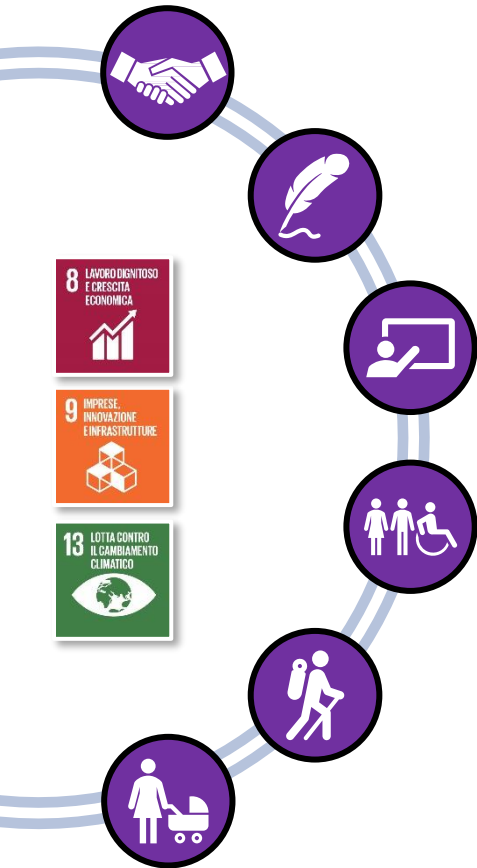 8 LAVORO DIGNITOSO
E CRESCITA
ECONOMICA
9 IMPRESE,
INNOVAZIONE
E INFRASTRUTTURE
13 LOTTA CONTRO
IL CAMBIAMENTO
CLIMATICO